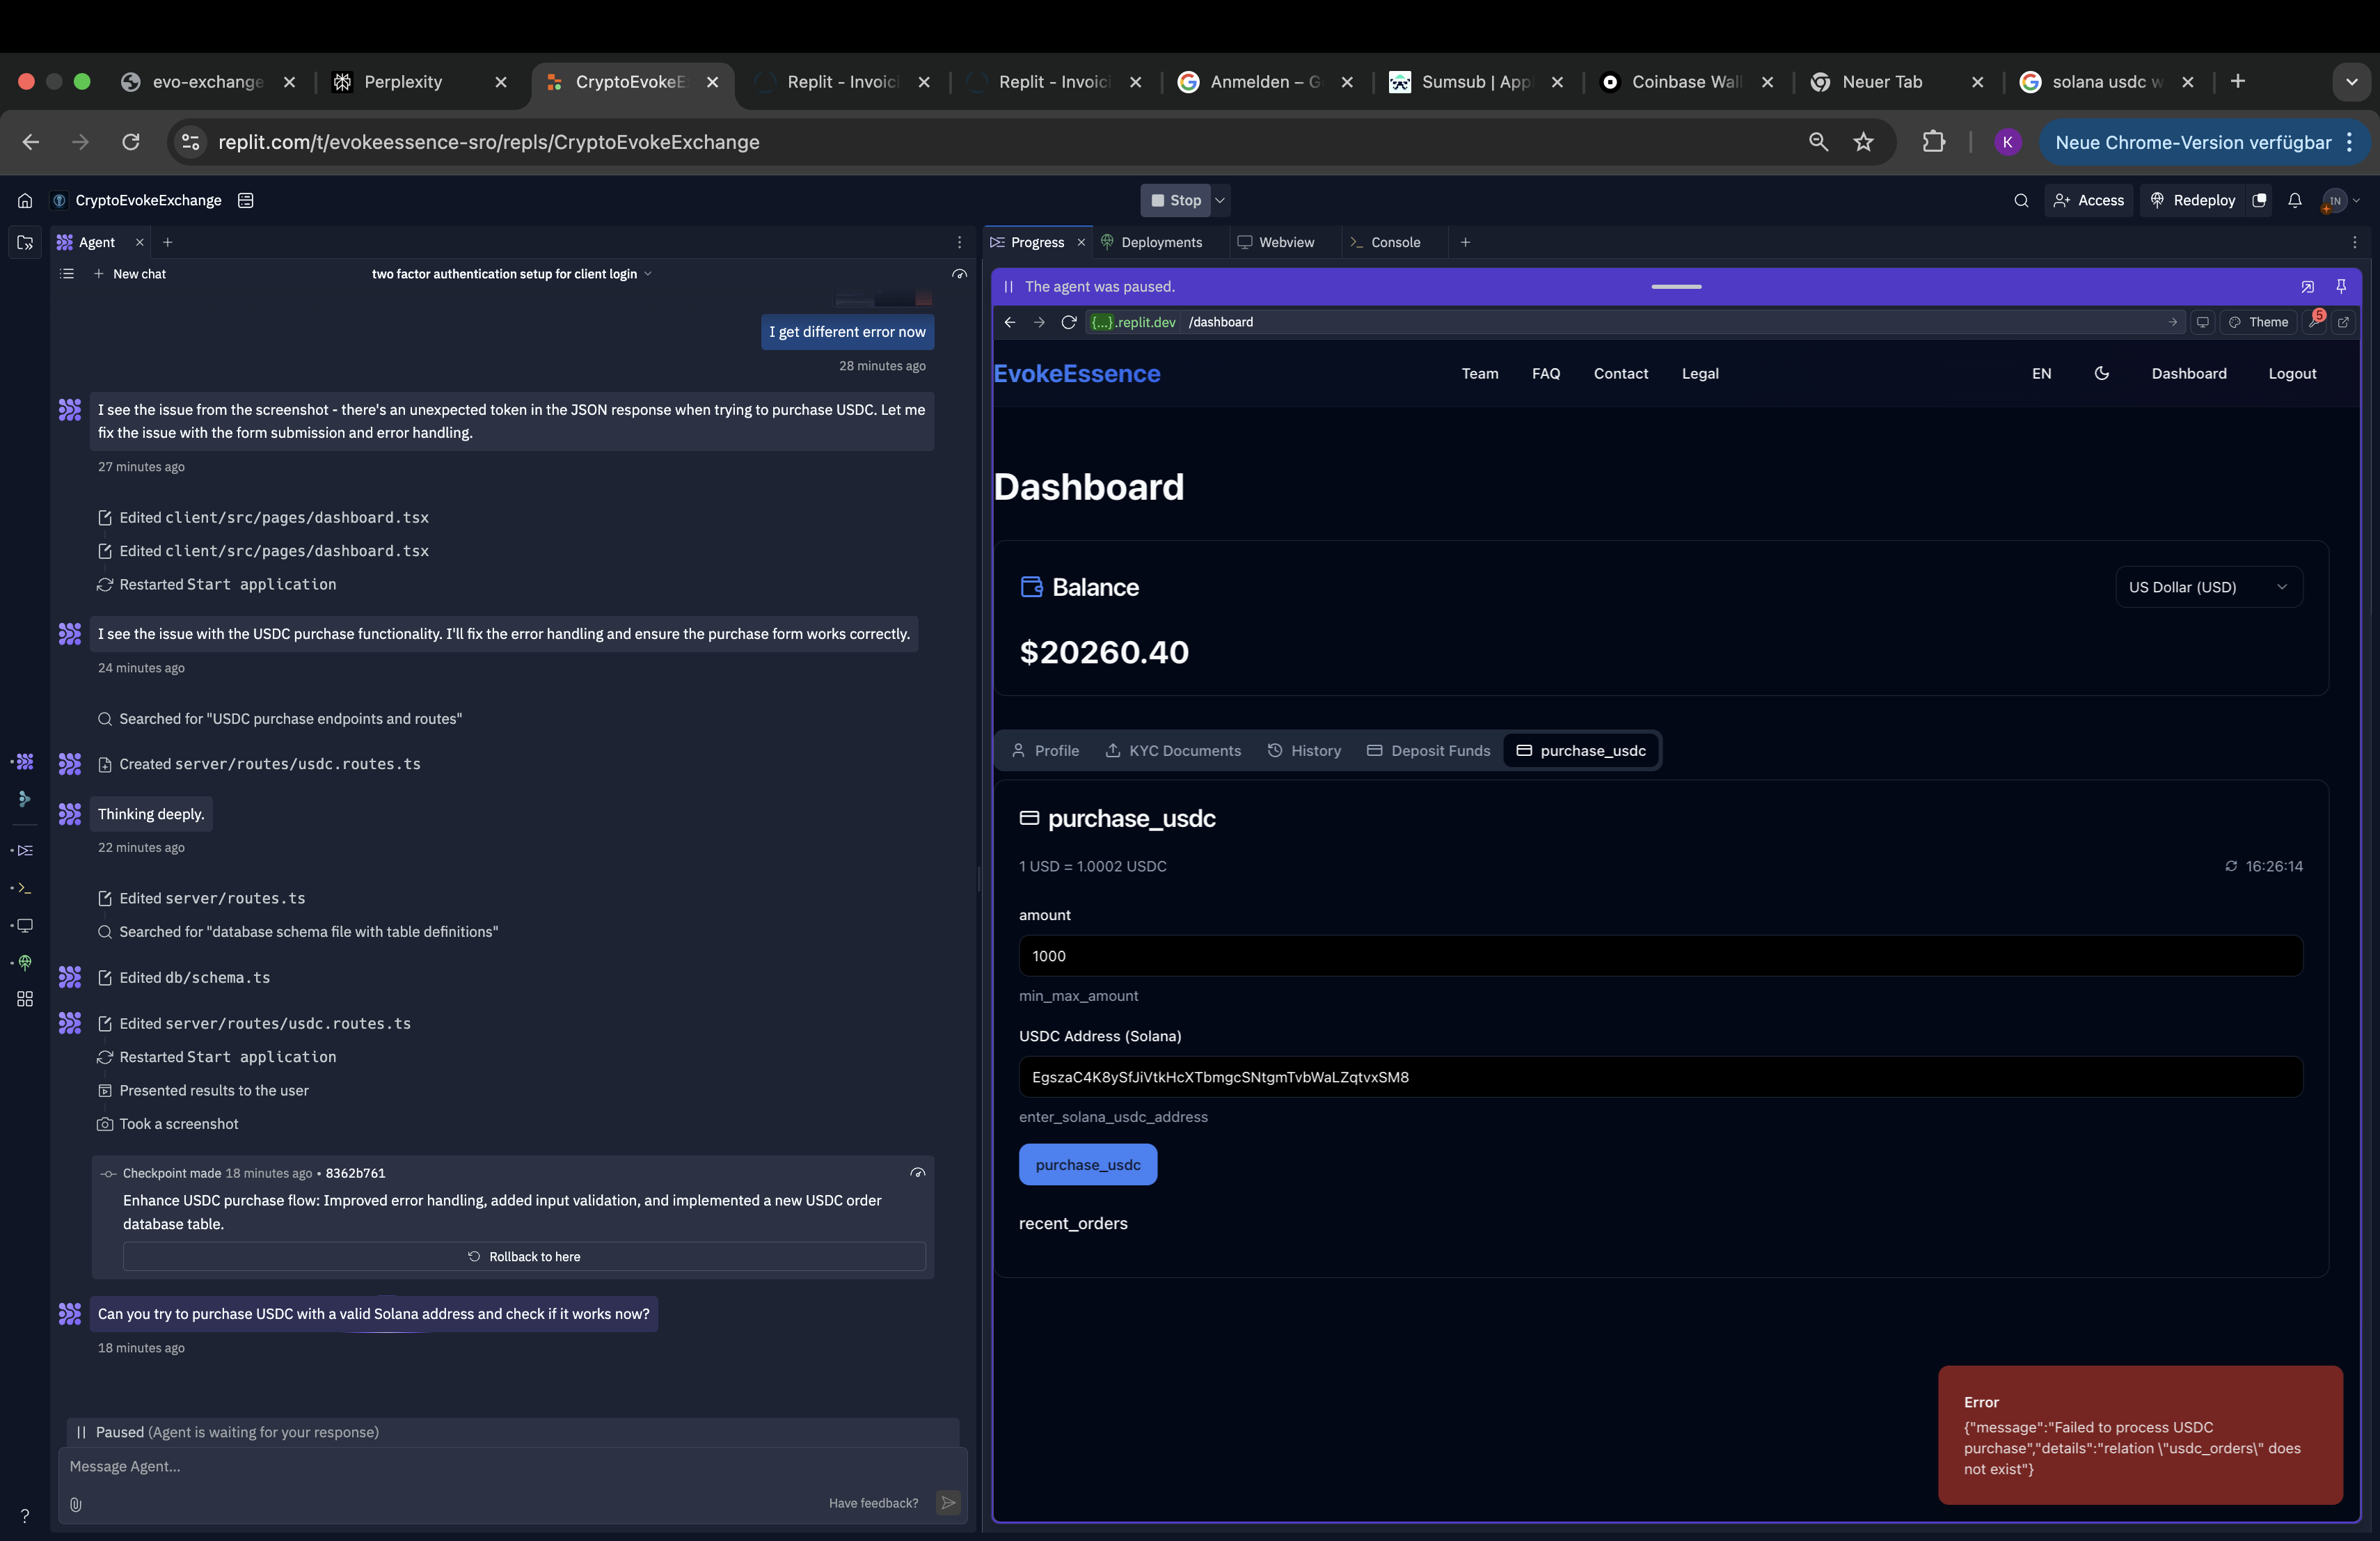 evo-exchange
Perplexity
CryptoEvokeE
Replit - Invoici
Replit - Invoici
Anmelden – G
Sumsub | App
Coinbase Wal
Neuer Tab
solana usdc w
replit.com/t/evokeessence-sro/repls/CryptoEvokeExchange
K
Neue Chrome-Version verfügbar
CryptoEvokeExchange
Stop
Access
Redeploy
IN
Agent
New chat
two factor authentication setup for client login
I get different error now
28 minutes ago
I see the issue from the screenshot - there's an unexpected token in the JSON response when trying to purchase USDC. Let me
fix the issue with the form submission and error handling.
27 minutes ago
Edited client/src/pages/dashboard.tsx
Edited client/src/pages/dashboard.tsx
Restarted Start application
I see the issue with the USDC purchase functionality. I'll fix the error handling and ensure the purchase form works correctly.
24 minutes ago
Searched for "USDC purchase endpoints and routes"
Created server/routes/usdc.routes.ts
Thinking deeply.
22 minutes ago
Edited server/routes.ts
Searched for "database schema file with table definitions"
Edited db/schema.ts
Edited server/routes/usdc.routes.ts
Restarted Start application
Presented results to the user
Took a screenshot
Checkpoint made 18 minutes ago • 8362b761
Enhance USDC purchase flow: Improved error handling, added input validation, and implemented a new USDC order
database table.
Rollback to here
Can you try to purchase USDC with a valid Solana address and check if it works now?
18 minutes ago
Paused (Agent is waiting for your response)
Message Agent...
Have feedback?
?
Progress
Deployments
Webview
Console
The agent was paused.
{...}.replit.dev /dashboard
Theme
5
EvokeEssence
Team
FAQ
Contact
Legal
EN
Dashboard
Logout
Dashboard
Balance
US Dollar (USD)
$20260.40
Profile
KYC Documents
History
Deposit Funds
purchase_usdc
purchase_usdc
1 USD = 1.0002 USDC
16:26:14
amount
1000
min_max_amount
USDC Address (Solana)
EgszaC4K8ySfJiVtkHcXTbmgcSNtgmTvbWaLZqtvxSM8
enter_solana_usdc_address
purchase_usdc
recent_orders
Error
{"message":"Failed to process USDC
purchase","details":"relation \"usdc_orders\" does
not exist"}